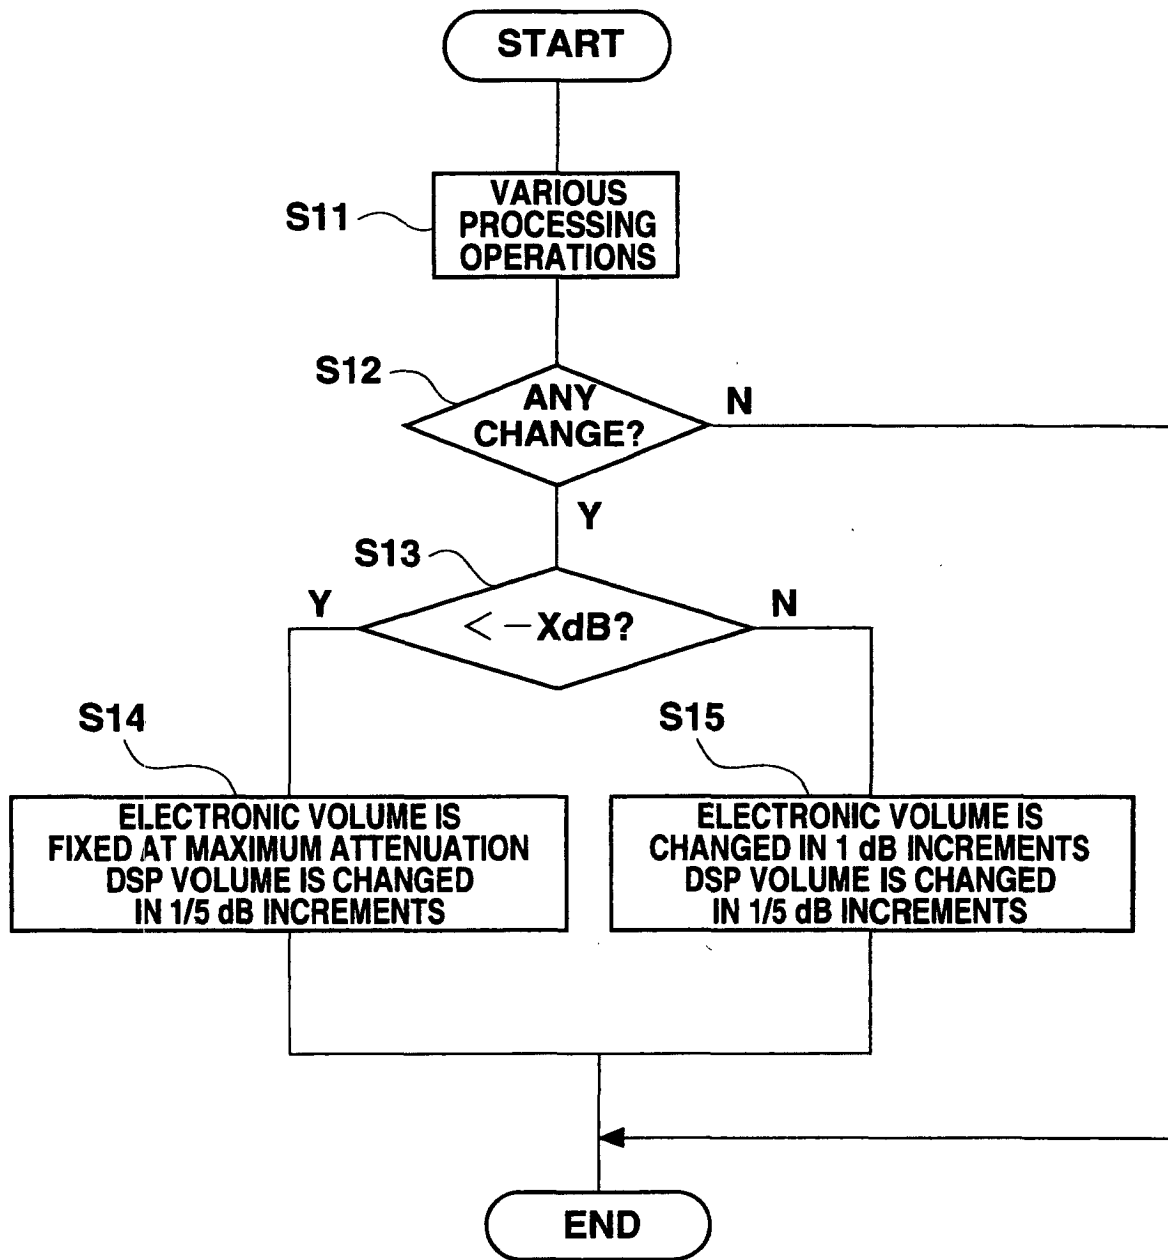 START
S11
VARIOUS
PROCESSING
OPERATIONS
S12
ANY
CHANGE?
N
Y
S13
Y
< -XdB?
N
S14
ELECTRONIC VOLUME IS
FIXED AT MAXIMUM ATTENUATION
DSP VOLUME IS CHANGED
IN 1/5 dB INCREMENTS
S15
ELECTRONIC VOLUME IS
CHANGED IN 1 dB INCREMENTS
DSP VOLUME IS CHANGED
IN 1/5 dB INCREMENTS
END